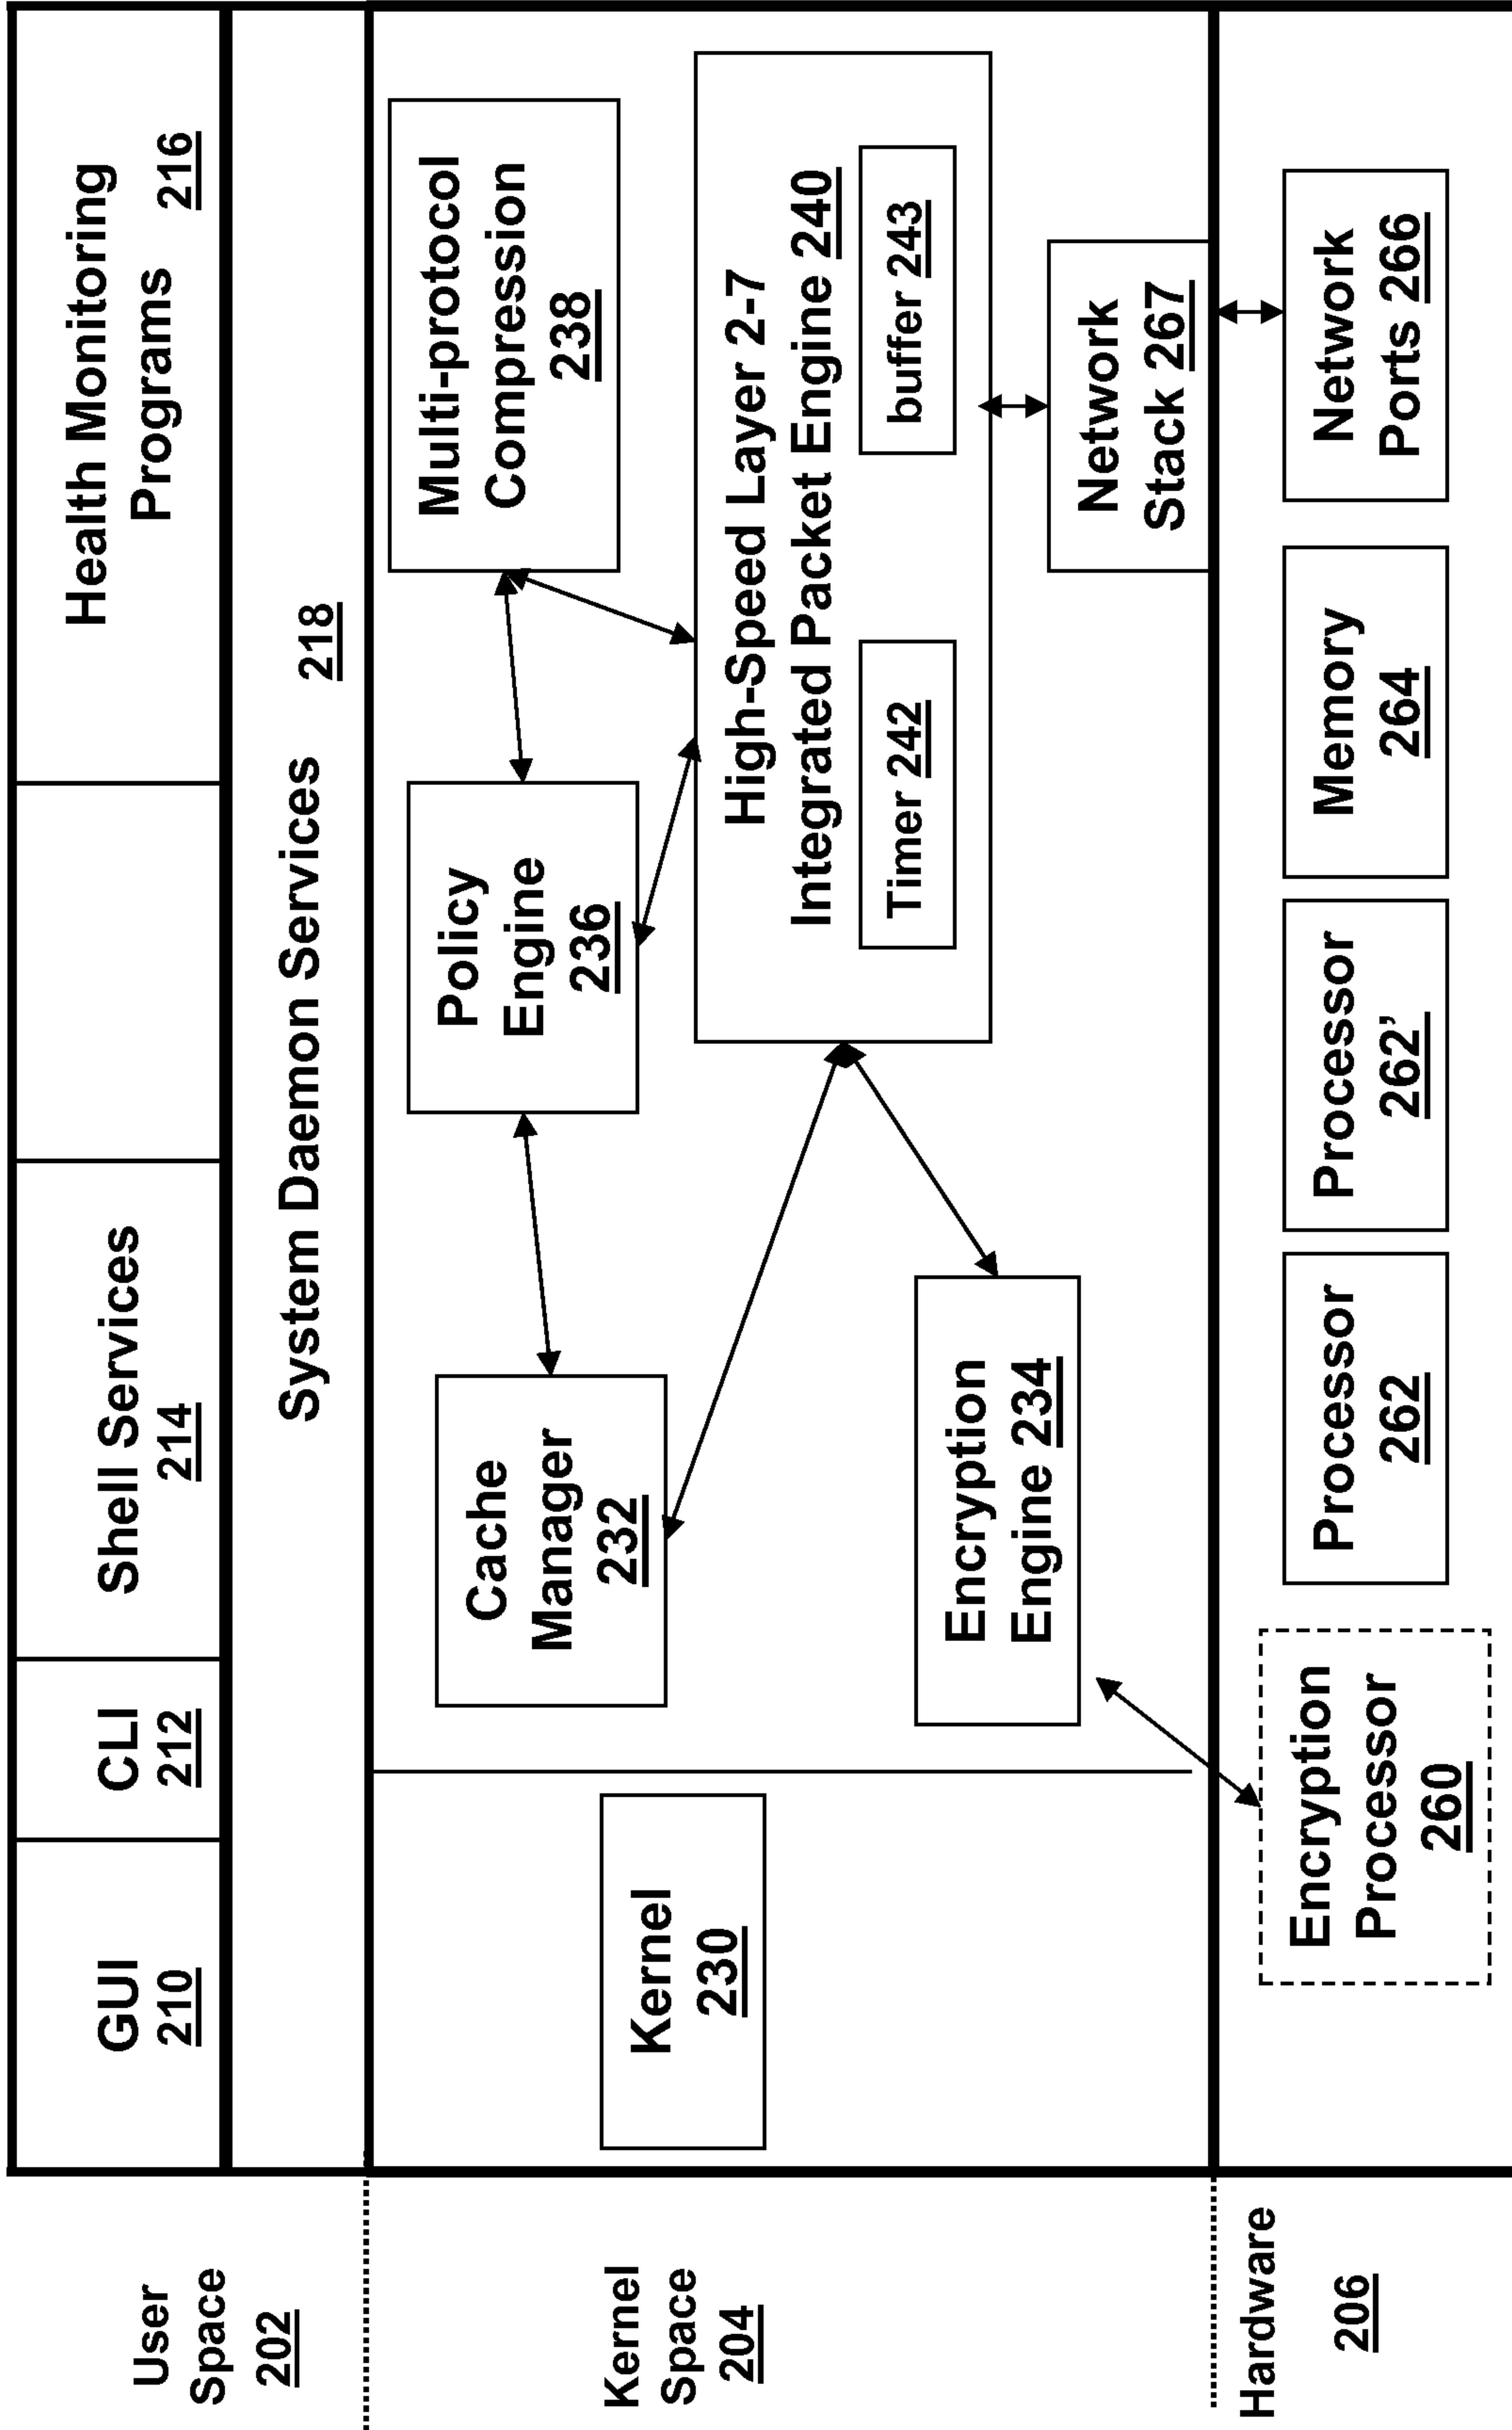 User
Space
202
GUI
210
CLI
212
Shell Services
214
Health Monitoring
Programs 216
System Daemon Services 218
Kernel
Space
204
Kernel
230
Cache
Manager
232
Policy
Engine
236
Multi-protocol
Compression
238
High-Speed Layer 2-7
Integrated Packet Engine 240
Timer 242
buffer 243
Encryption
Engine 234
Network
Stack 267
Hardware
206
Encryption
Processor
260
Processor
262
Processor
262’
Memory
264
Network
Ports 266